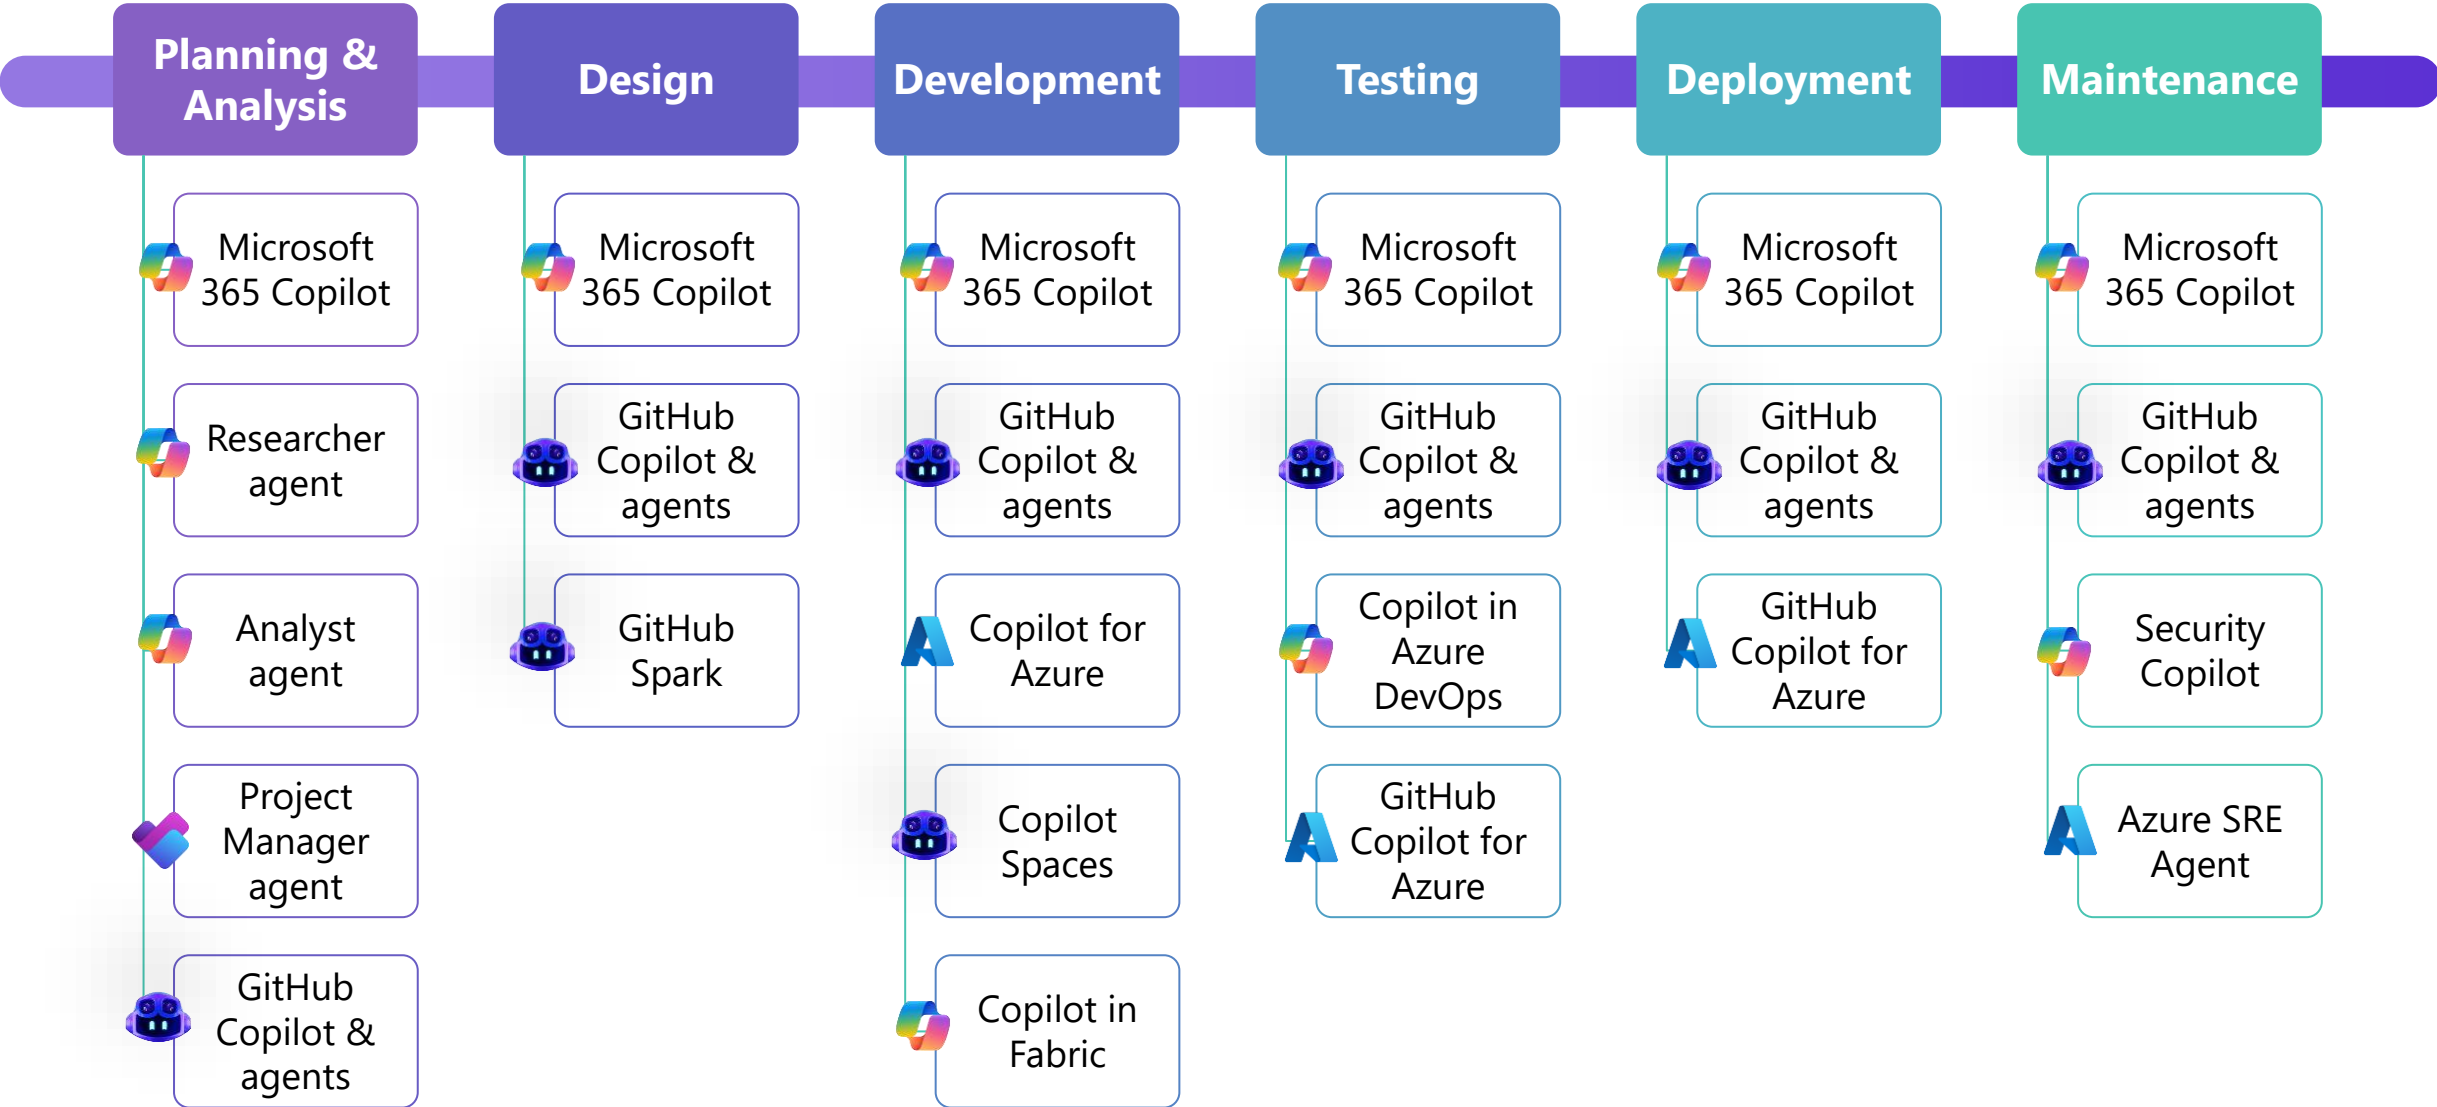 Planning &
Analysis
Microsoft
365 Copilot
Researcher
agent
Analyst
agent
Project
Manager
agent
GitHub
Copilot &
agents
Design
Microsoft
365 Copilot
GitHub
Copilot &
agents
GitHub
Spark
Development
Microsoft
365 Copilot
GitHub
Copilot &
agents
Copilot for
Azure
Copilot
Spaces
Copilot in
Fabric
Testing
Microsoft
365 Copilot
GitHub
Copilot &
agents
Copilot in
Azure
DevOps
GitHub
Copilot for
Azure
Deployment
Microsoft
365 Copilot
GitHub
Copilot &
agents
GitHub
Copilot for
Azure
Maintenance
Microsoft
365 Copilot
GitHub
Copilot &
agents
Security
Copilot
Azure SRE
Agent